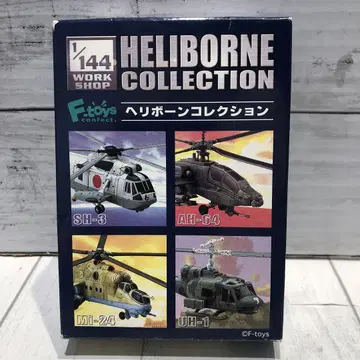 1/144
WORK SHOP
HELIBORNE COLLECTION
F-toys confect.
ヘリボーンコレクション
SH-3
AH-64
Mi-24
UH-1
©F-toys